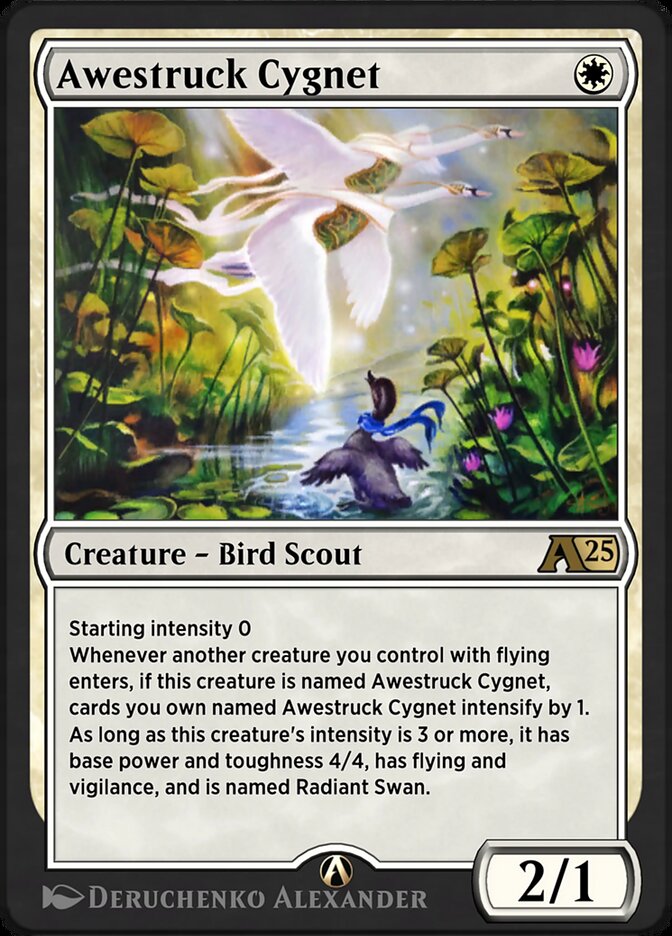 Awestruck Cygnet
Creature – Bird Scout
A25
Starting intensity 0
Whenever another creature you control with flying
enters, if this creature is named Awestruck Cygnet,
cards you own named Awestruck Cygnet intensify by 1.
As long as this creature's intensity is 3 or more, it has
base power and toughness 4/4, has flying and
vigilance, and is named Radiant Swan.
2/1
Deruchenko Alexander